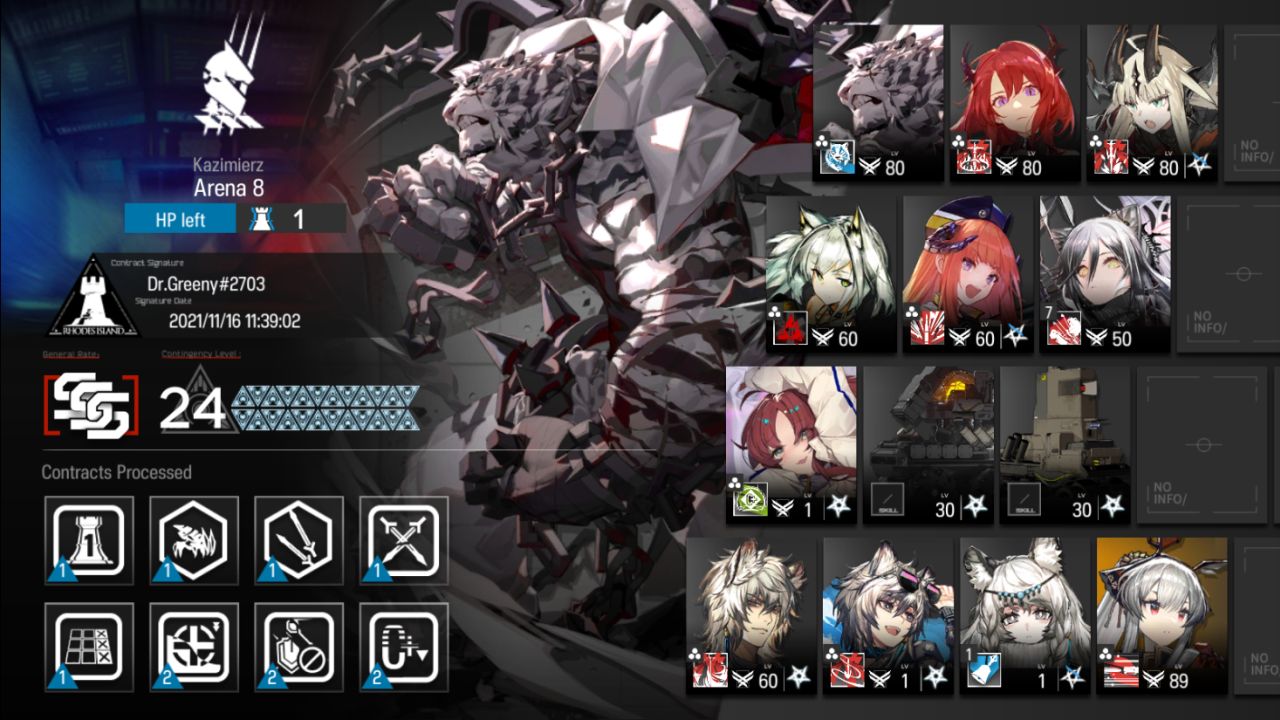 Kazimierz
Arena 8
HP left 1
Contract Signature
Dr.Greeny#2703
Signature Date
2021/11/16 11:39:02
RHODES ISLAND
General Rate:
Contingency Level :
24
Contracts Processed
1
1
1
1
1
1
2
2
2
LV
80
LV
80
LV
80
NO
INFO/
LV
60
LV
60
7
LV
50
NO
INFO/
LV
1
SKILL
LV
30
SKILL
LV
30
NO
INFO/
LV
60
LV
1
1
LV
1
LV
89
NO
INFO